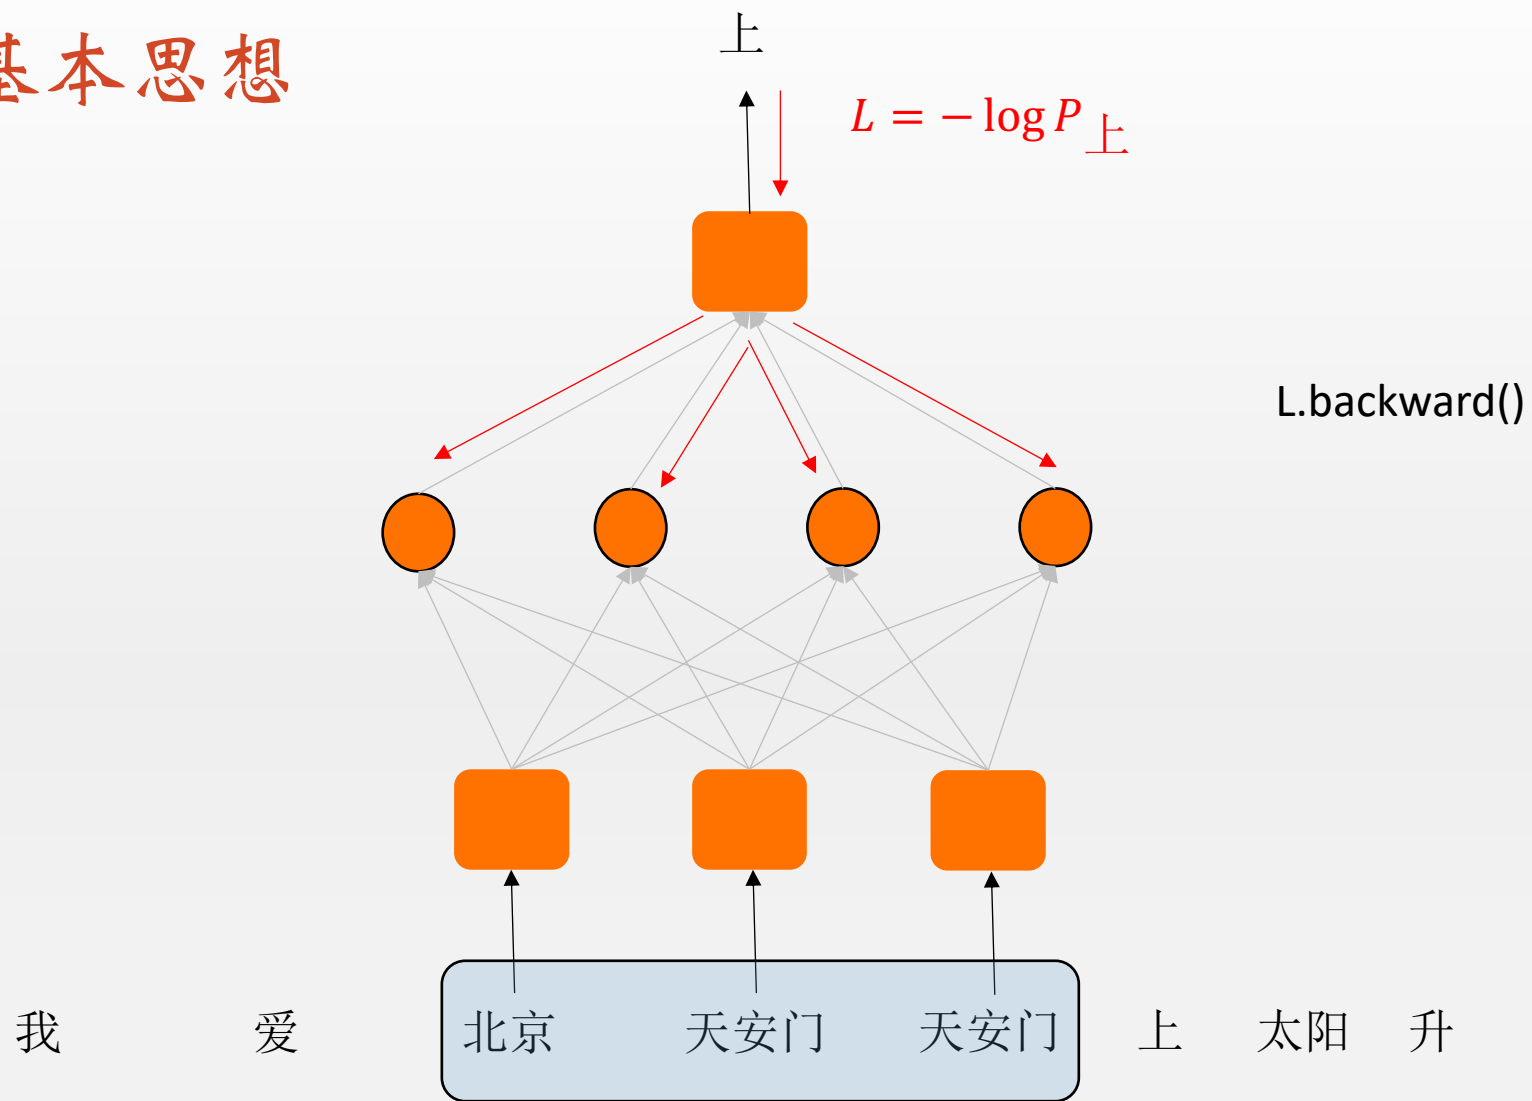 基本思想
上
L = − log P上
L.backward()
我 爱 北京 天安门 天安门 上 太阳 升